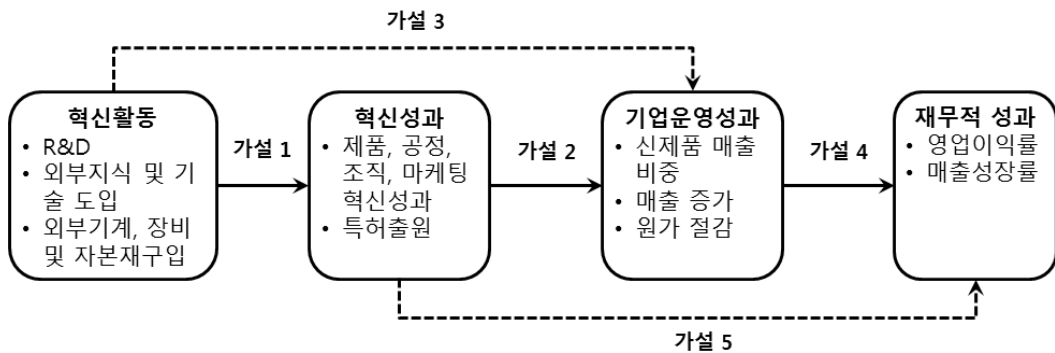 가설 3
혁신활동
• R&D
• 외부지식 및 기
술 도입
• 외부기계, 장비
및 자본재구입
가설 1
혁신성과
• 제품, 공정,
조직, 마케팅
혁신성과
• 특허출원
가설 2
기업운영성과
• 신제품 매출
비중
• 매출 증가
• 원가 절감
가설 4
재무적 성과
• 영업이익률
• 매출성장률
가설 5